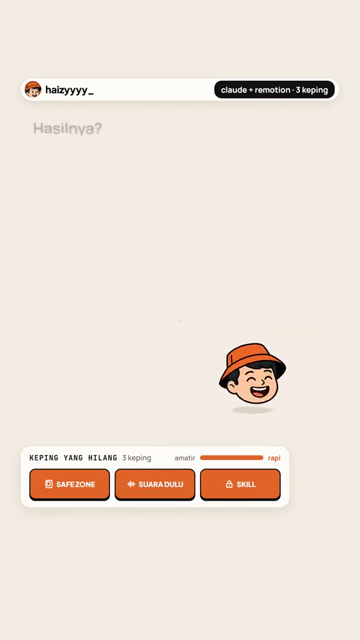 haizyyyy_
claude + remotion · 3 keping
Hasilnya?
KEPING YANG HILANG 3 keping
amatir rapi
SAFEZONE
SUARA DULU
SKILL